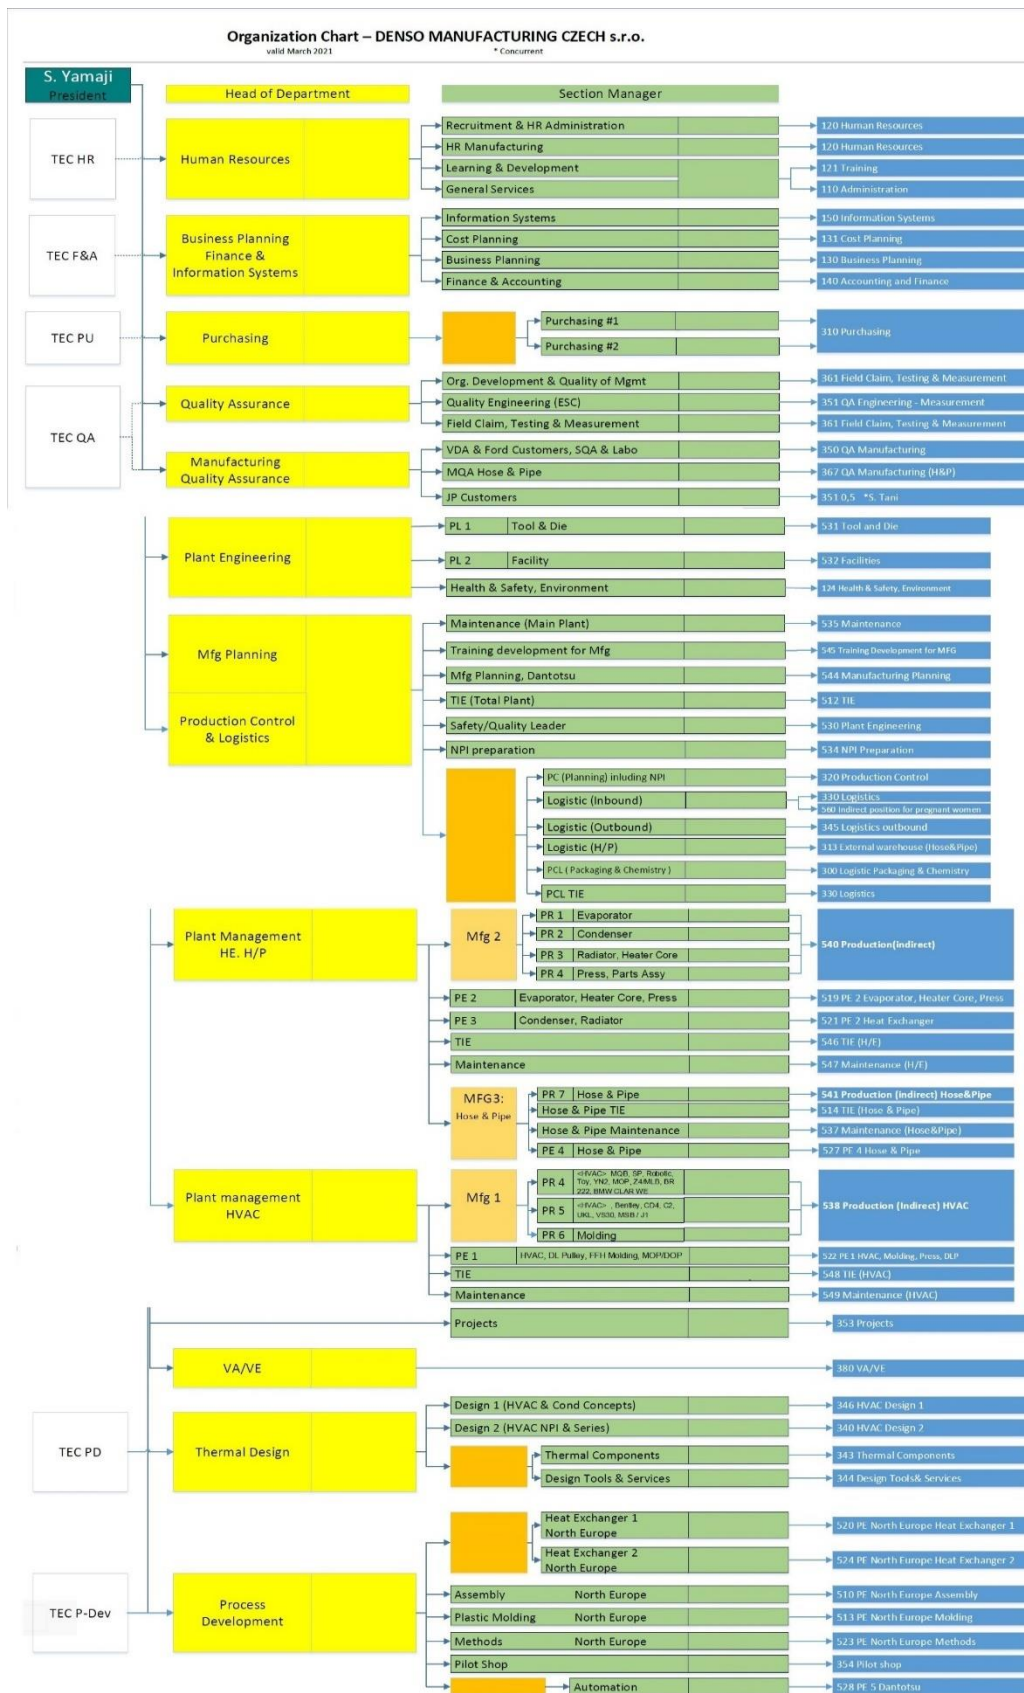 Organization Chart – DENSO MANUFACTURING CZECH s.r.o.
valid March 2021
* Concurrent
S. Yamaji
President
Head of Department
Section Manager
TEC HR
Human Resources
Recruitment & HR Administration
120 Human Resources
HR Manufacturing
120 Human Resources
Learning & Development
121 Training
General Services
110 Administration
TEC F&A
Business Planning
Finance &
Information Systems
Information Systems
150 Information Systems
Cost Planning
131 Cost Planning
Business Planning
130 Business Planning
Finance & Accounting
140 Accounting and Finance
TEC PU
Purchasing
Purchasing #1
Purchasing #2
310 Purchasing
TEC QA
Quality Assurance
Org. Development & Quality of Mgmt
361 Field Claim, Testing & Measurement
Quality Engineering (ESC)
351 QA Engineering - Measurement
Field Claim, Testing & Measurement
361 Field Claim, Testing & Measurement
Manufacturing
Quality Assurance
VDA & Ford Customers, SQA & Labo
350 QA Manufacturing
MQA Hose & Pipe
367 QA Manufacturing (H&P)
JP Customers
351 0,5 *S. Tani
Plant Engineering
PL 1 Tool & Die
531 Tool and Die
PL 2 Facility
532 Facilities
Health & Safety, Environment
124 Health & Safety, Environment
Mfg Planning
Production Control
& Logistics
Maintenance (Main Plant)
535 Maintenance
Training development for Mfg
545 Training Development for MFG
Mfg Planning, Dantotsu
544 Manufacturing Planning
TIE (Total Plant)
512 TIE
Safety/Quality Leader
530 Plant Engineering
NPI preparation
534 NPI Preparation
PC (Planning) inluding NPI
320 Production Control
Logistic (Inbound)
330 Logistics
560 Indirect position for pregnant women
Logistic (Outbound)
345 Logistics outbound
Logistic (H/P)
313 External warehouse (Hose&Pipe)
PCL ( Packaging & Chemistry )
300 Logistic Packaging & Chemistry
PCL TIE
330 Logistics
Plant Management
HE. H/P
Mfg 2
PR 1 Evaporator
PR 2 Condenser
PR 3 Radiator, Heater Core
PR 4 Press, Parts Assy
540 Production(indirect)
PE 2 Evaporator, Heater Core, Press
519 PE 2 Evaporator, Heater Core, Press
PE 3 Condenser, Radiator
521 PE 2 Heat Exchanger
TIE
546 TIE (H/E)
Maintenance
547 Maintenance (H/E)
MFG3:
Hose & Pipe
PR 7 Hose & Pipe
541 Production (indirect) Hose&Pipe
Hose & Pipe TIE
514 TIE (Hose & Pipe)
Hose & Pipe Maintenance
537 Maintenance (Hose&Pipe)
PE 4 Hose & Pipe
527 PE 4 Hose & Pipe
Plant management
HVAC
Mfg 1
PR 4 <HVAC> MQB, SP, Robotic,
Toy, YN2, MOP, Z4/MLB, BR
222, BMW CLAR WE
PR 5 <HVAC> , Bentley, CD4, C2,
UKL, VS30, MSB / J1
PR 6 Molding
538 Production (Indirect) HVAC
PE 1 HVAC, DL Pulley, FFH Molding, MOP/DOP
522 PE 1 HVAC, Molding, Press, DLP
TIE
548 TIE (HVAC)
Maintenance
549 Maintenance (HVAC)
Projects
353 Projects
VA/VE
380 VA/VE
TEC PD
Thermal Design
Design 1 (HVAC & Cond Concepts)
346 HVAC Design 1
Design 2 (HVAC NPI & Series)
340 HVAC Design 2
Thermal Components
343 Thermal Components
Design Tools & Services
344 Design Tools& Services
TEC P-Dev
Process
Development
Heat Exchanger 1
North Europe
520 PE North Europe Heat Exchanger 1
Heat Exchanger 2
North Europe
524 PE North Europe Heat Exchanger 2
Assembly North Europe
510 PE North Europe Assembly
Plastic Molding North Europe
513 PE North Europe Molding
Methods North Europe
523 PE North Europe Methods
Pilot Shop
354 Pilot shop
Automation
528 PE 5 Dantotsu